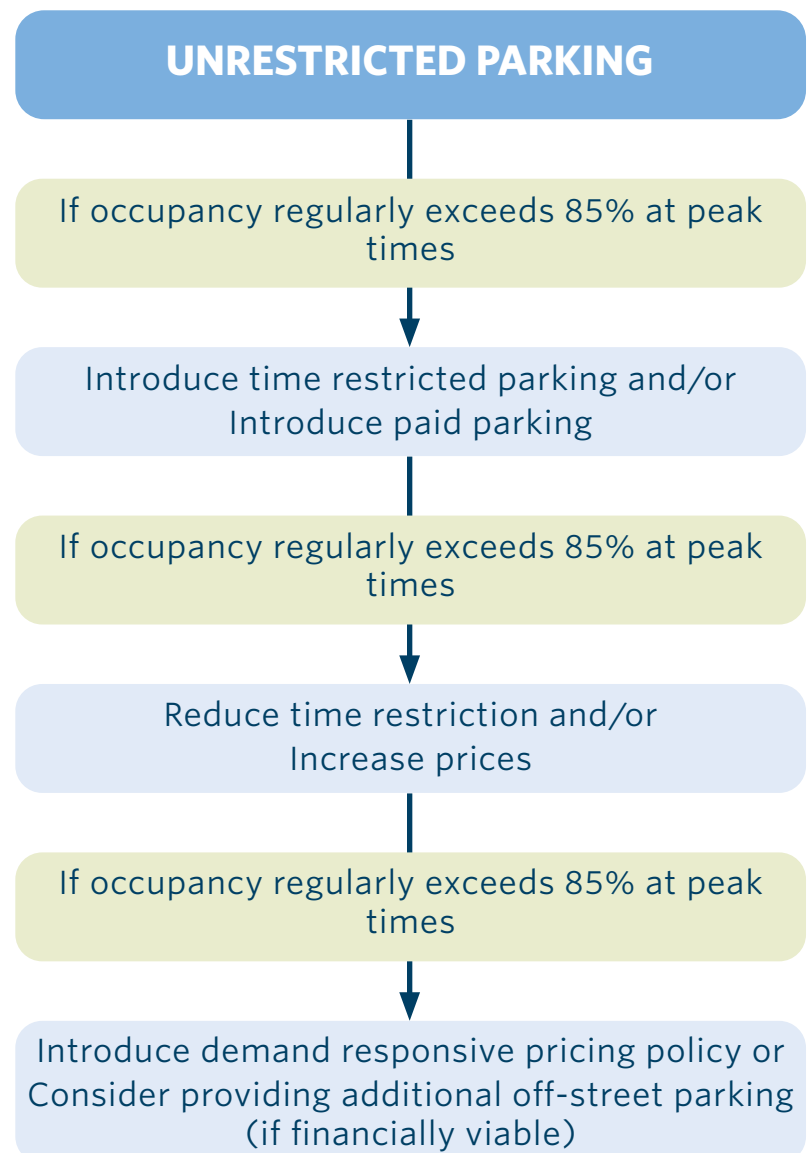 UNRESTRICTED PARKING
If occupancy regularly exceeds 85% at peak
times
Introduce time restricted parking and/or
Introduce paid parking
If occupancy regularly exceeds 85% at peak
times
Reduce time restriction and/or
Increase prices
If occupancy regularly exceeds 85% at peak
times
Introduce demand responsive pricing policy or
Consider providing additional off-street parking
(if financially viable)